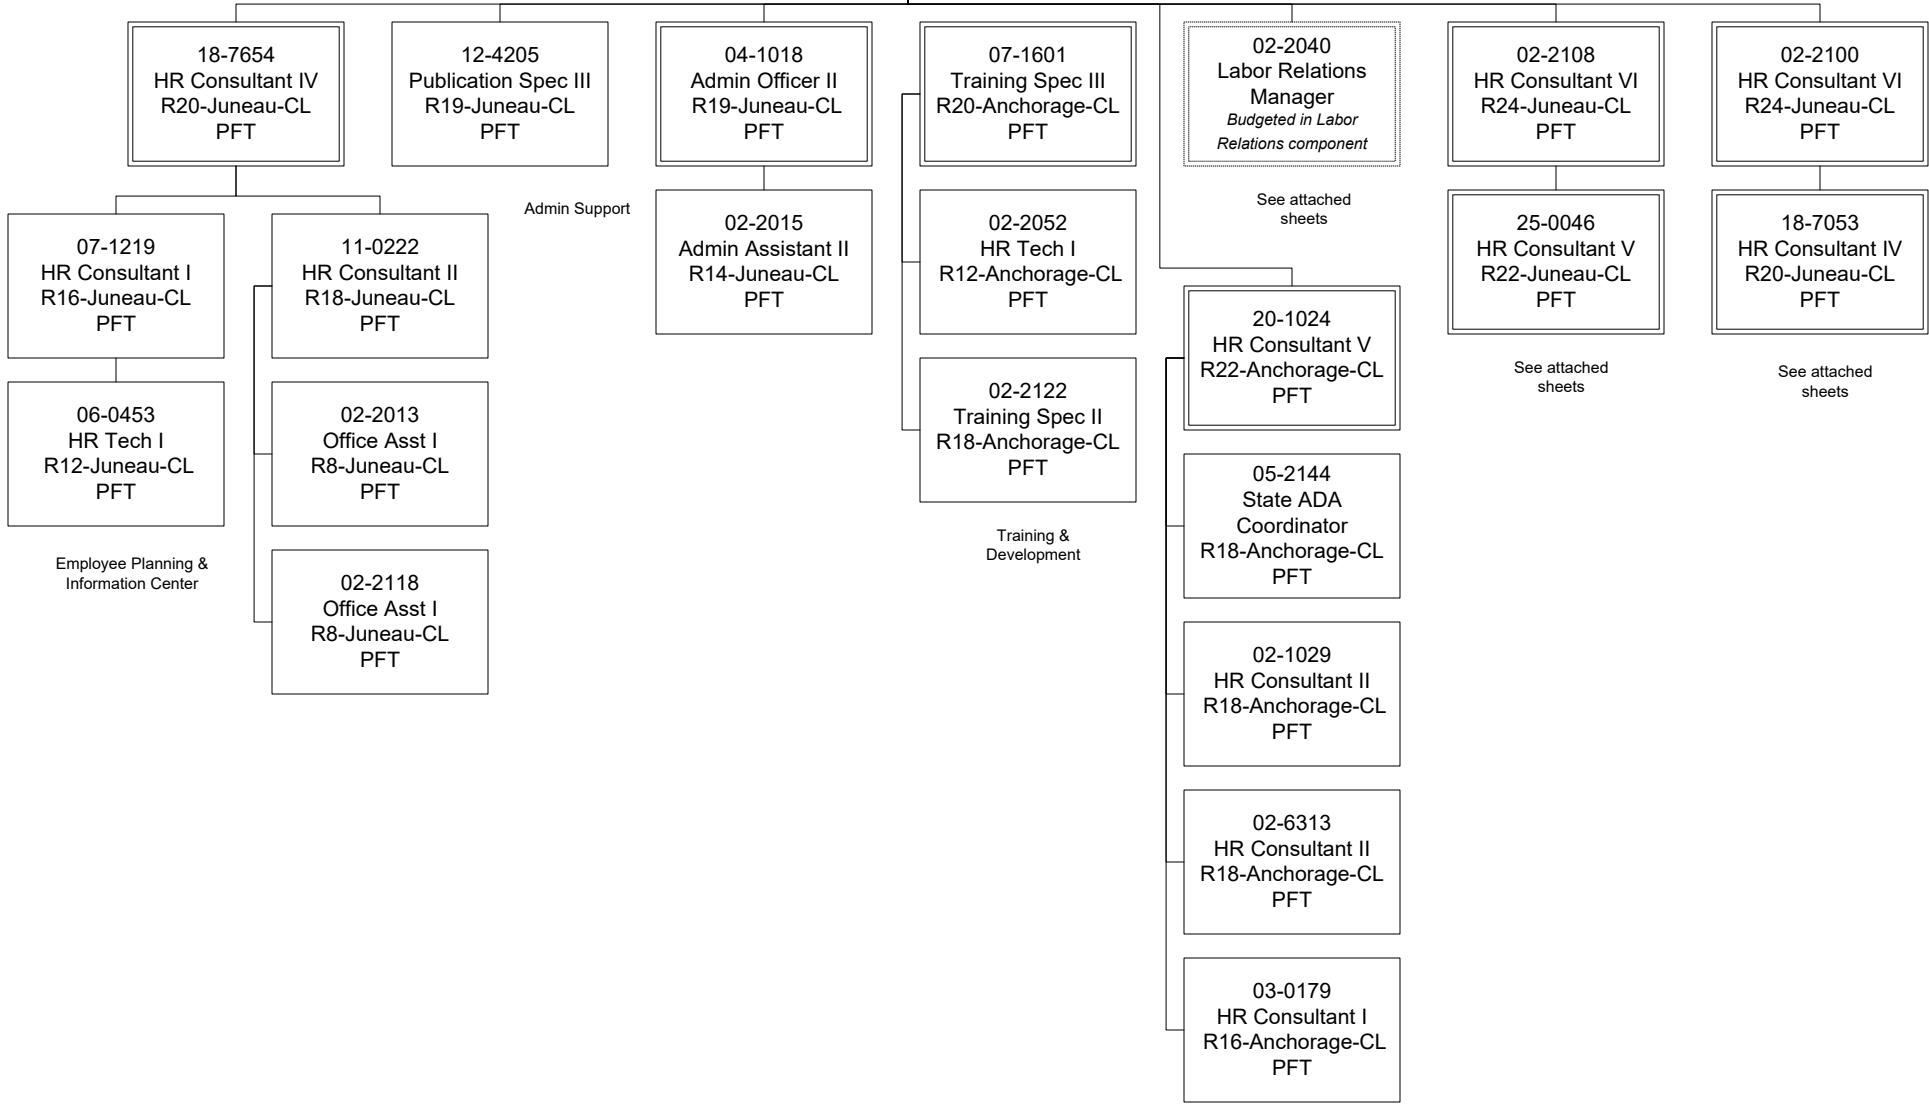 18-7654
HR Consultant IV
R20-Juneau-CL
PFT
12-4205
Publication Spec III
R19-Juneau-CL
PFT
04-1018
Admin Officer II
R19-Juneau-CL
PFT
07-1601
Training Spec III
R20-Anchorage-CL
PFT
02-2040
Labor Relations
Manager
Budgeted in Labor
Relations component
02-2108
HR Consultant VI
R24-Juneau-CL
PFT
02-2100
HR Consultant VI
R24-Juneau-CL
PFT
07-1219
HR Consultant I
R16-Juneau-CL
PFT
11-0222
HR Consultant II
R18-Juneau-CL
PFT
Admin Support
02-2015
Admin Assistant II
R14-Juneau-CL
PFT
02-2052
HR Tech I
R12-Anchorage-CL
PFT
See attached
sheets
25-0046
HR Consultant V
R22-Juneau-CL
PFT
18-7053
HR Consultant IV
R20-Juneau-CL
PFT
06-0453
HR Tech I
R12-Juneau-CL
PFT
02-2013
Office Asst I
R8-Juneau-CL
PFT
02-2122
Training Spec II
R18-Anchorage-CL
PFT
20-1024
HR Consultant V
R22-Anchorage-CL
PFT
See attached
sheets
See attached
sheets
Employee Planning &
Information Center
02-2118
Office Asst I
R8-Juneau-CL
PFT
Training &
Development
05-2144
State ADA
Coordinator
R18-Anchorage-CL
PFT
02-1029
HR Consultant II
R18-Anchorage-CL
PFT
02-6313
HR Consultant II
R18-Anchorage-CL
PFT
03-0179
HR Consultant I
R16-Anchorage-CL
PFT